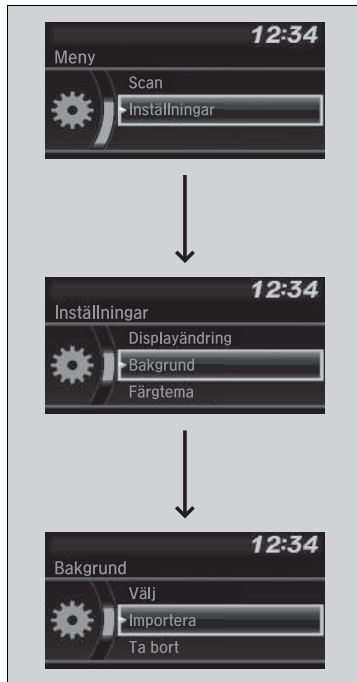 12:34
Meny
Scan
Inställningar
12:34
Inställningar
Displayändring
Bakgrund
Färgtema
12:34
Bakgrund
Välj
Importera
Ta bort